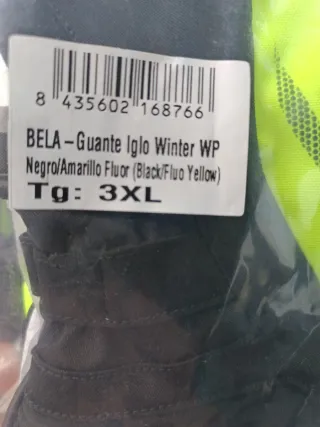 8 435602 168766
BELA-Guante Iglo Winter WP
Negro/Amarillo Fluor (Black/Fluo Yellow)
Tg: 3XL